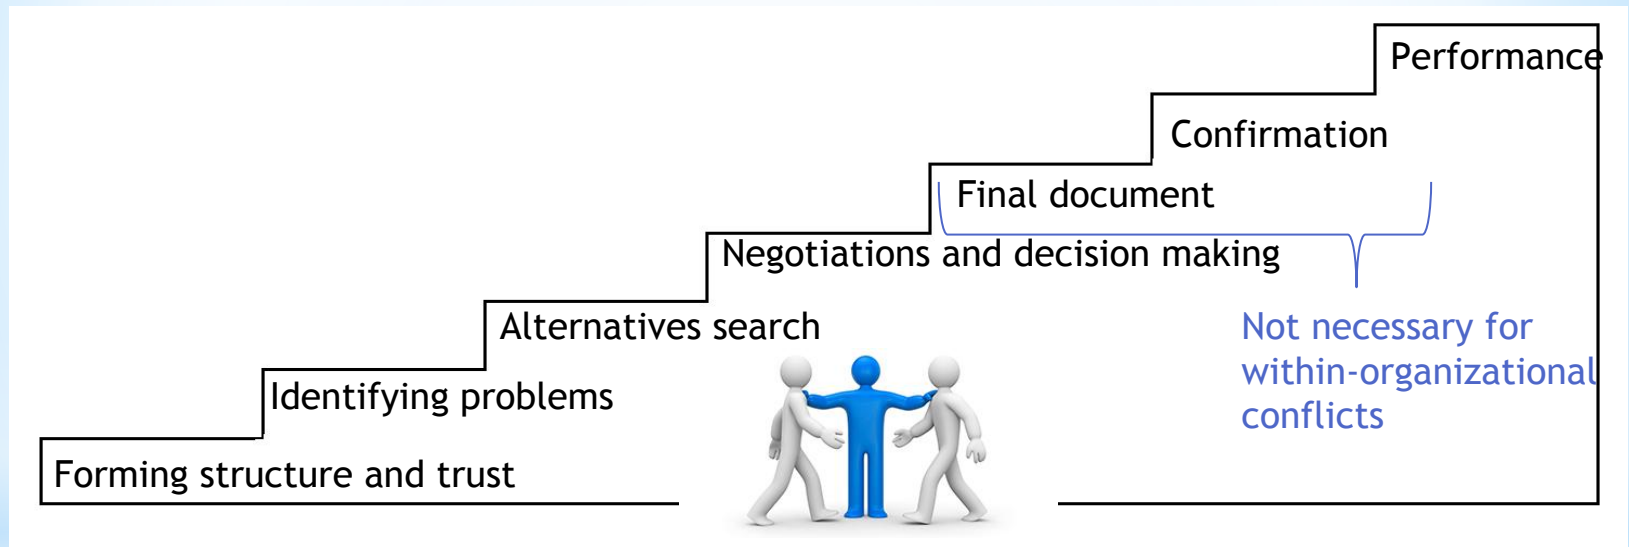 Performance
Confirmation
Final document
Negotiations and decision making
Alternatives search
Identifying problems
Forming structure and trust
Not necessary for
within-organizational
conflicts